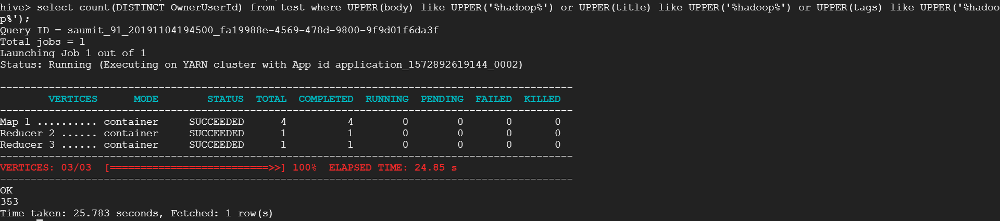 hive> select count(DISTINCT OwnerUserId) from test where UPPER(body) like UPPER('%hadoop%') or UPPER(title) like UPPER('%hadoop%') or UPPER(tags) like UPPER('%hadoo
p%');
Query ID = saumit_91_20191104194500_fa19988e-4569-478d-9800-9f9d01f6da3f
Total jobs = 1
Launching Job 1 out of 1
Status: Running (Executing on YARN cluster with App id application_1572892619144_0002)
----------------------------------------------------------------------------------------------
        VERTICES      MODE        STATUS  TOTAL  COMPLETED  RUNNING  PENDING  FAILED  KILLED
----------------------------------------------------------------------------------------------
Map 1 .......... container     SUCCEEDED      4          4        0        0       0       0
Reducer 2 ...... container     SUCCEEDED      1          1        0        0       0       0
Reducer 3 ...... container     SUCCEEDED      1          1        0        0       0       0
----------------------------------------------------------------------------------------------
VERTICES: 03/03  [==========================>>] 100%  ELAPSED TIME: 24.85 s
----------------------------------------------------------------------------------------------
OK
353
Time taken: 25.783 seconds, Fetched: 1 row(s)